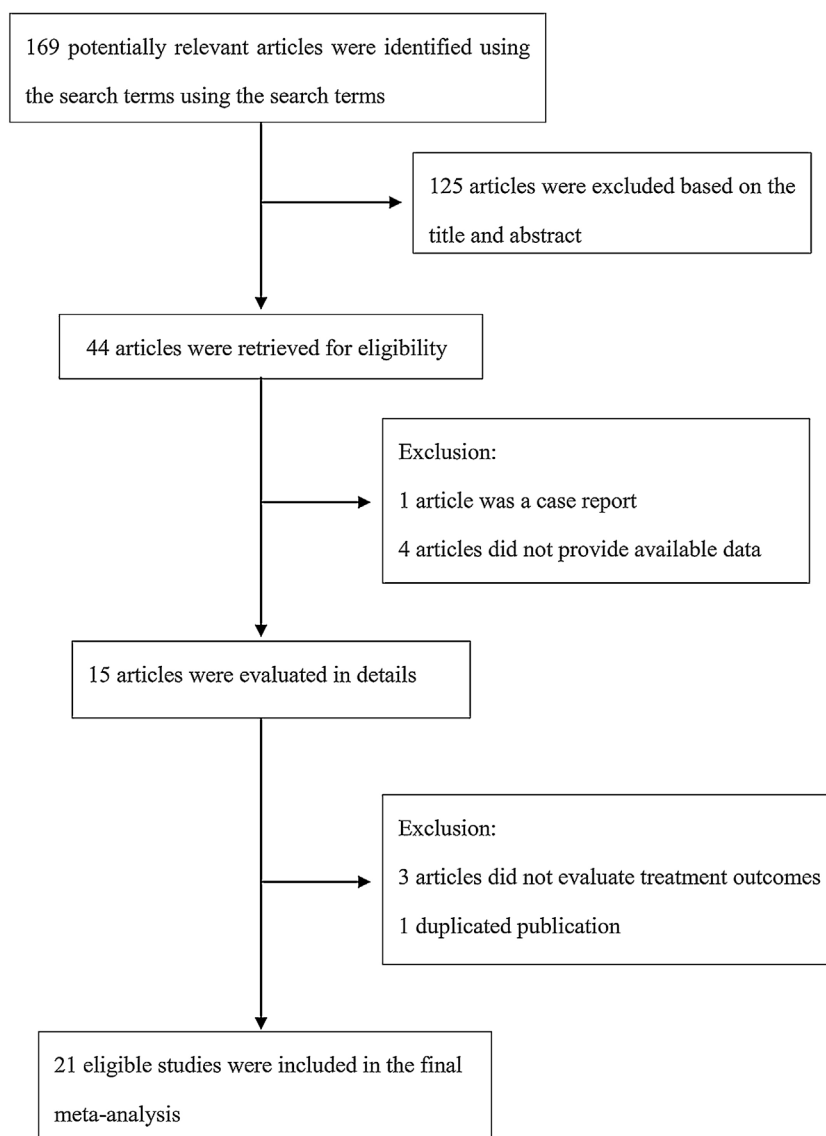 169 potentially relevant articles were identified using
the search terms using the search terms
125 articles were excluded based on the
title and abstract
44 articles were retrieved for eligibility
Exclusion:
1 article was a case report
4 articles did not provide available data
15 articles were evaluated in details
Exclusion:
3 articles did not evaluate treatment outcomes
1 duplicated publication
21 eligible studies were included in the final
meta-analysis